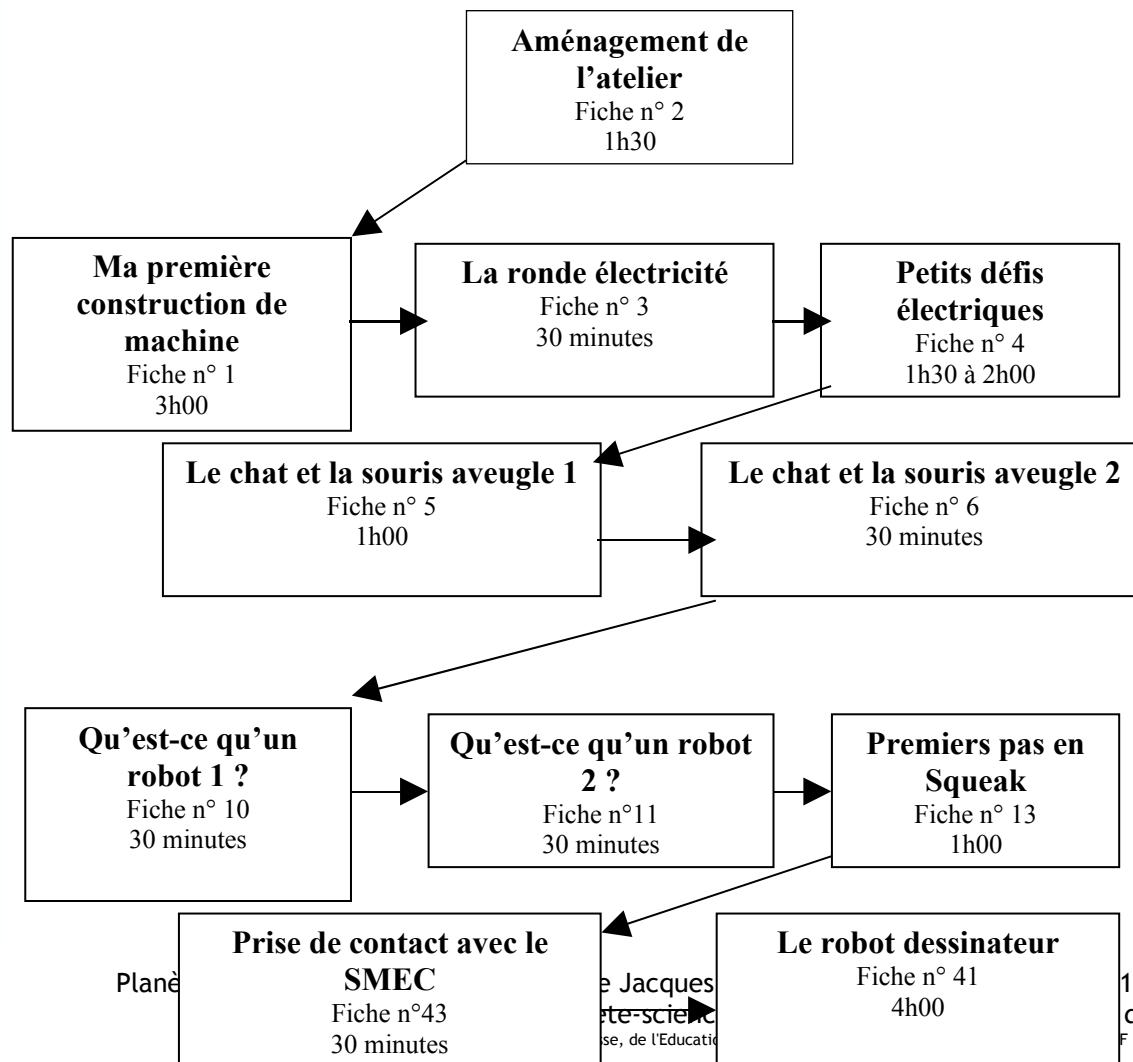 Aménagement de
l’atelier
Fiche n° 2
1h30
Ma première
construction de
machine
Fiche n° 1
3h00
La ronde électricité
Fiche n° 3
30 minutes
Petits défis
électriques
Fiche n° 4
1h30 à 2h00
Le chat et la souris aveugle 1
Fiche n° 5
1h00
Le chat et la souris aveugle 2
Fiche n° 6
30 minutes
Qu’est-ce qu’un
robot 1 ?
Fiche n° 10
30 minutes
Qu’est-ce qu’un robot
2 ?
Fiche n°11
30 minutes
Premiers pas en
Squeak
Fiche n° 13
1h00
Prise de contact avec le
SMEC
Fiche n°43
30 minutes
Le robot dessinateur
Fiche n° 41
4h00
Jacques